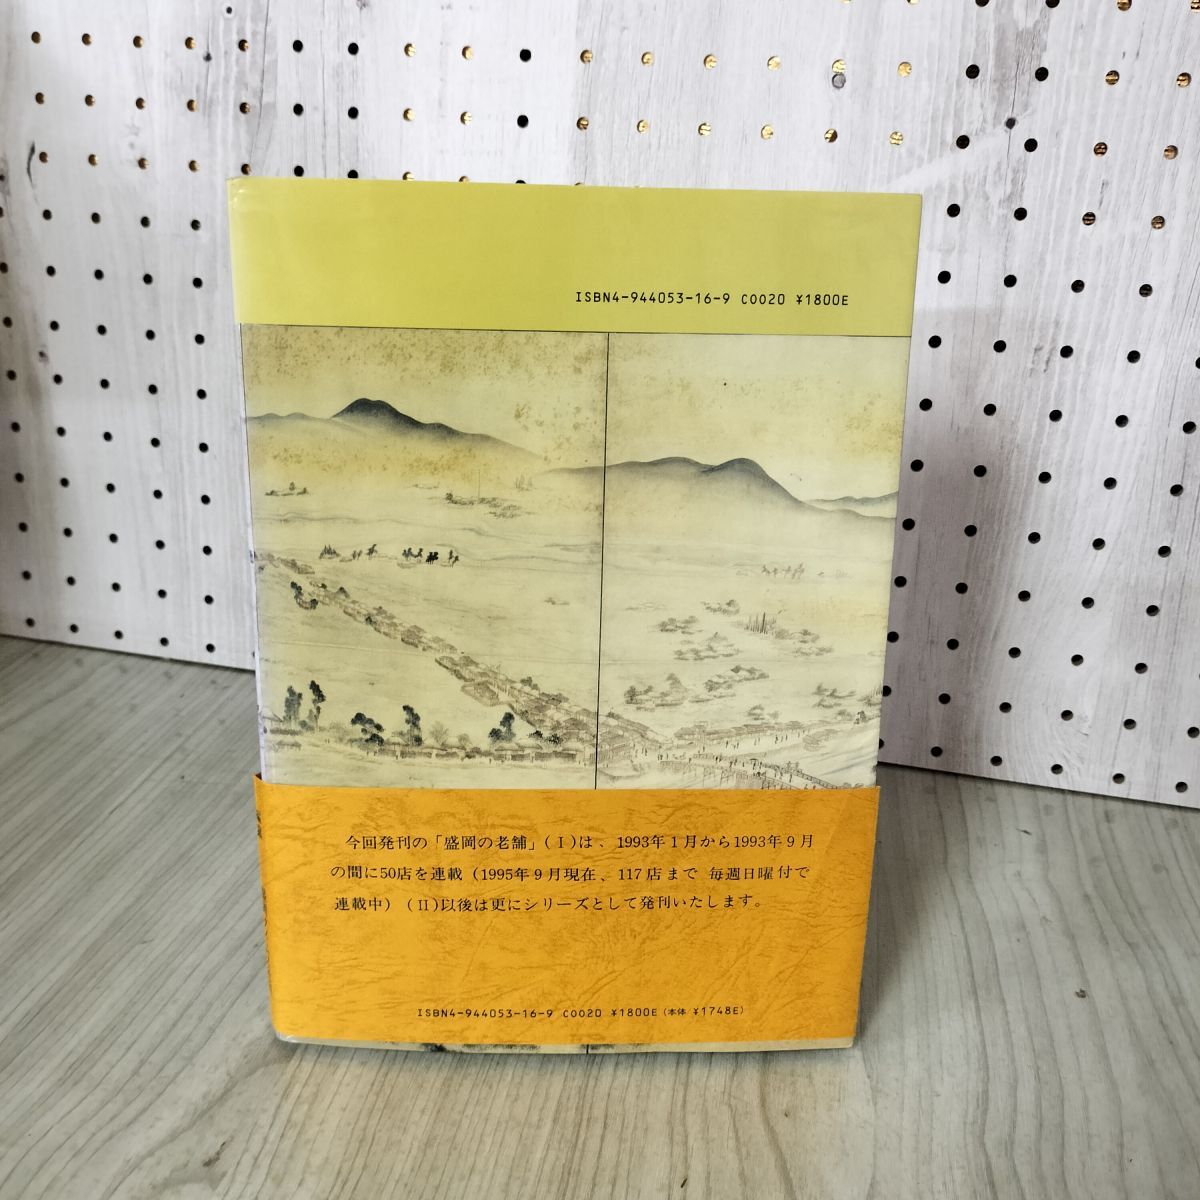 ISBN4-944053-16-9 C0020 ¥1800E
今回発刊の「盛岡の老舗」(Ⅰ)は、1993年1月から1993年9月
の間に50店を連載(1995年9月現在、117店まで 毎週日曜付で
連載中) (Ⅱ)以後は更にシリーズとして発刊いたします。
ISBN4-944053-16-9 C0020 ¥1800E(本体 ¥1748E)